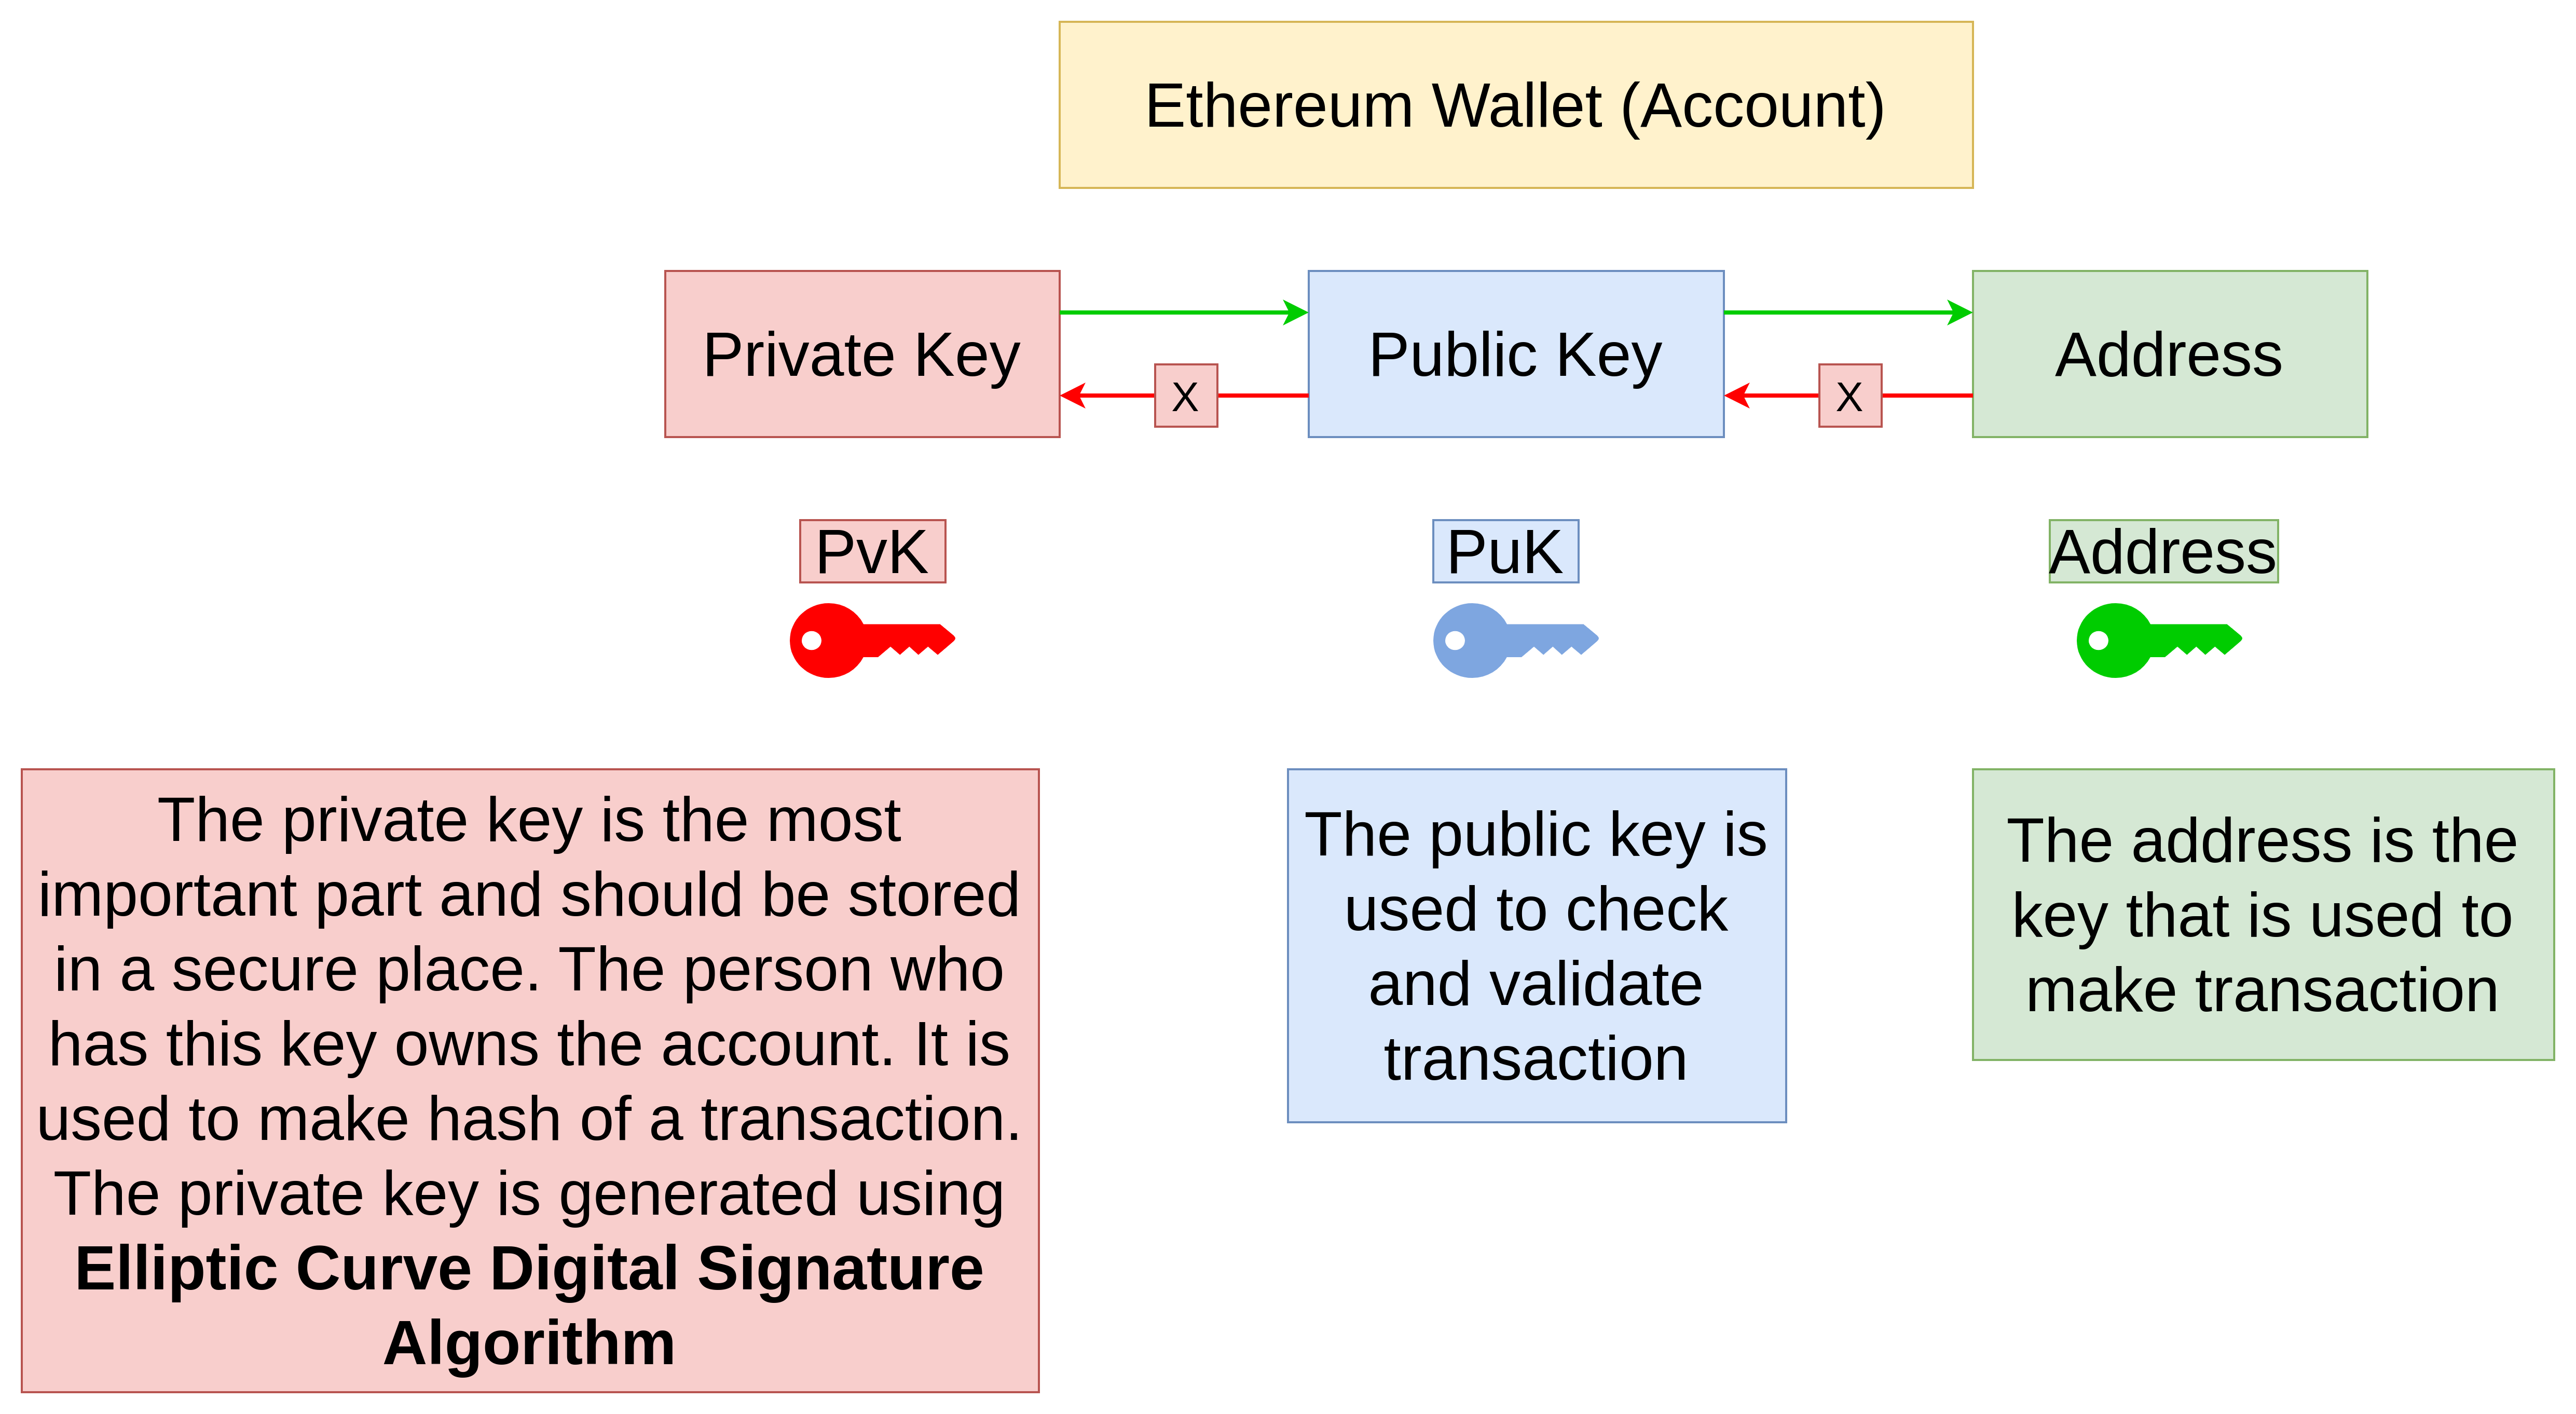 Ethereum Wallet (Account)
Private Key
Public Key
Address
X
X
PvK
PuK
Address
The private key is the most
important part and should be stored
in a secure place. The person who
has this key owns the account. It is
used to make hash of a transaction.
The private key is generated using
Elliptic Curve Digital Signature
Algorithm
The public key is
used to check
and validate
transaction
The address is the
key that is used to
make transaction